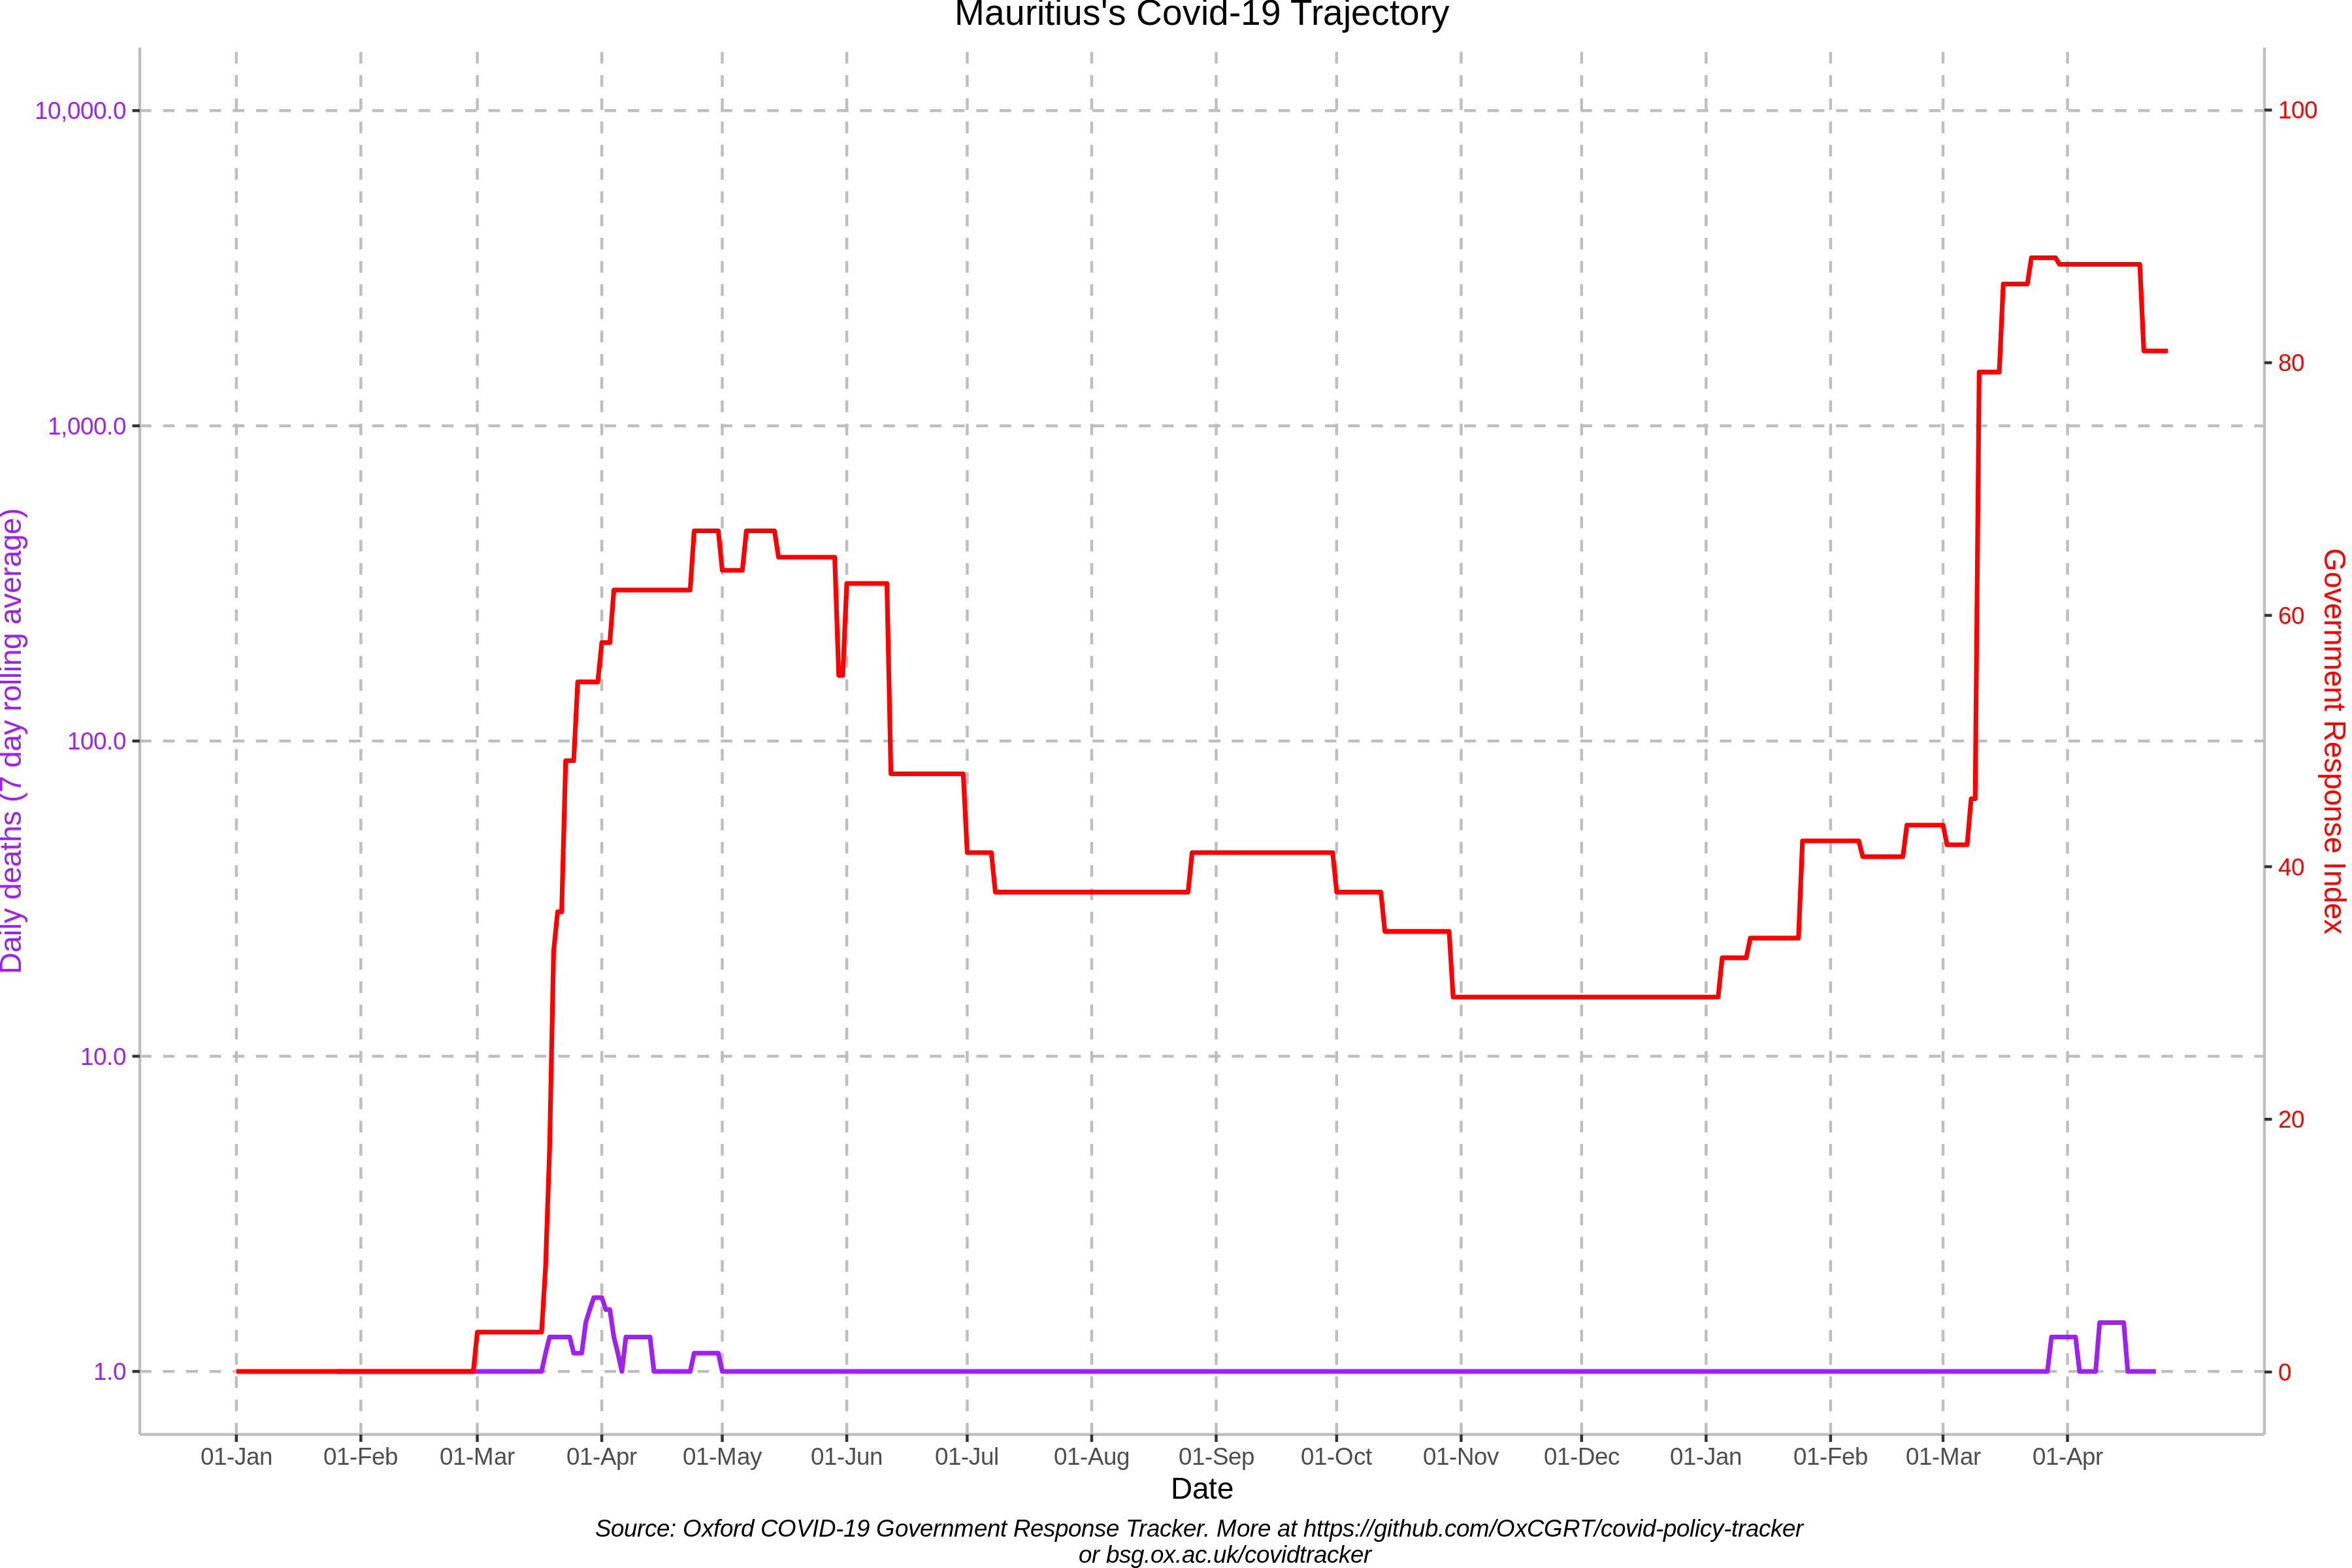 Mauritius's Covid-19 Trajectory
Daily deaths (7 day rolling average)
10,000.0
1,000.0
100.0
10.0
1.0
100
80
60
40
20
0
Government Response Index
01-Jan 01-Feb 01-Mar 01-Apr 01-May 01-Jun 01-Jul 01-Aug 01-Sep 01-Oct 01-Nov 01-Dec 01-Jan 01-Feb 01-Mar 01-Apr
Date
Source: Oxford COVID-19 Government Response Tracker. More at https://github.com/OxCGRT/covid-policy-tracker
or bsg.ox.ac.uk/covidtracker